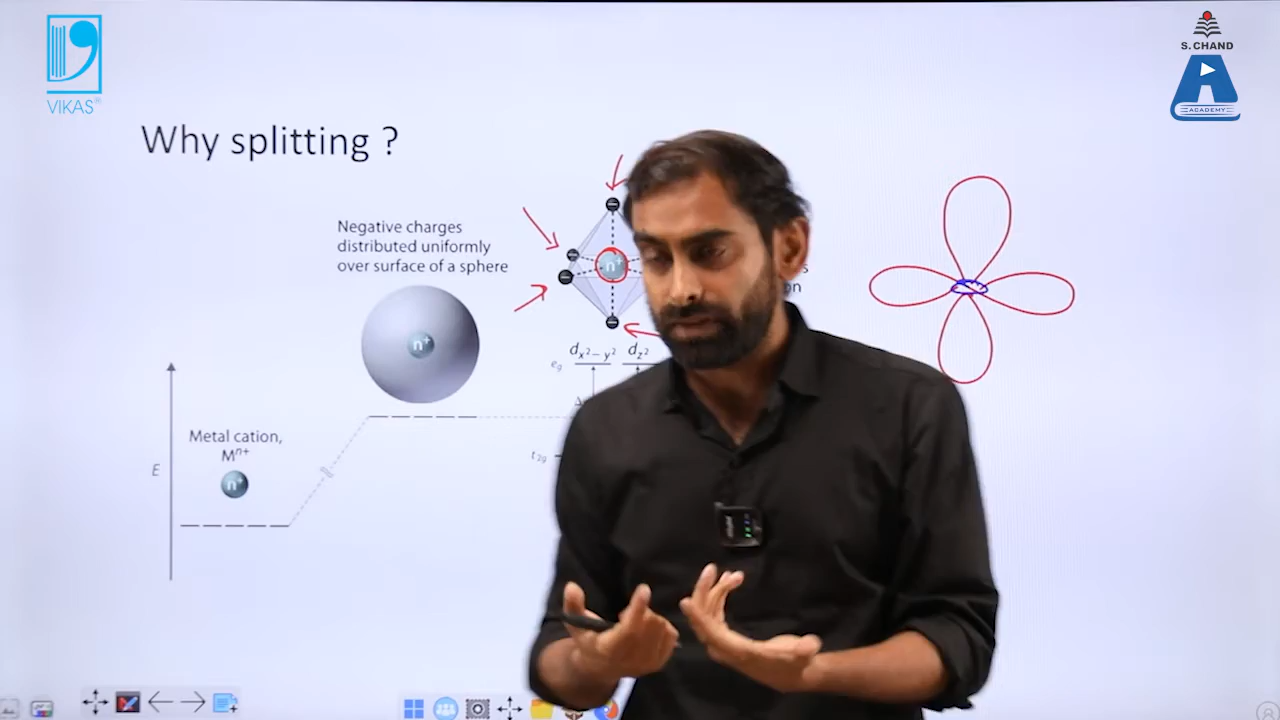 VIKAS®
S. CHAND
ACADEMY
Why splitting ?
Negative charges
distributed uniformly
over surface of a sphere
n⁺
n⁺
dx²−y² dz²
eg
t2g
Metal cation,
Mⁿ⁺
n⁺
E